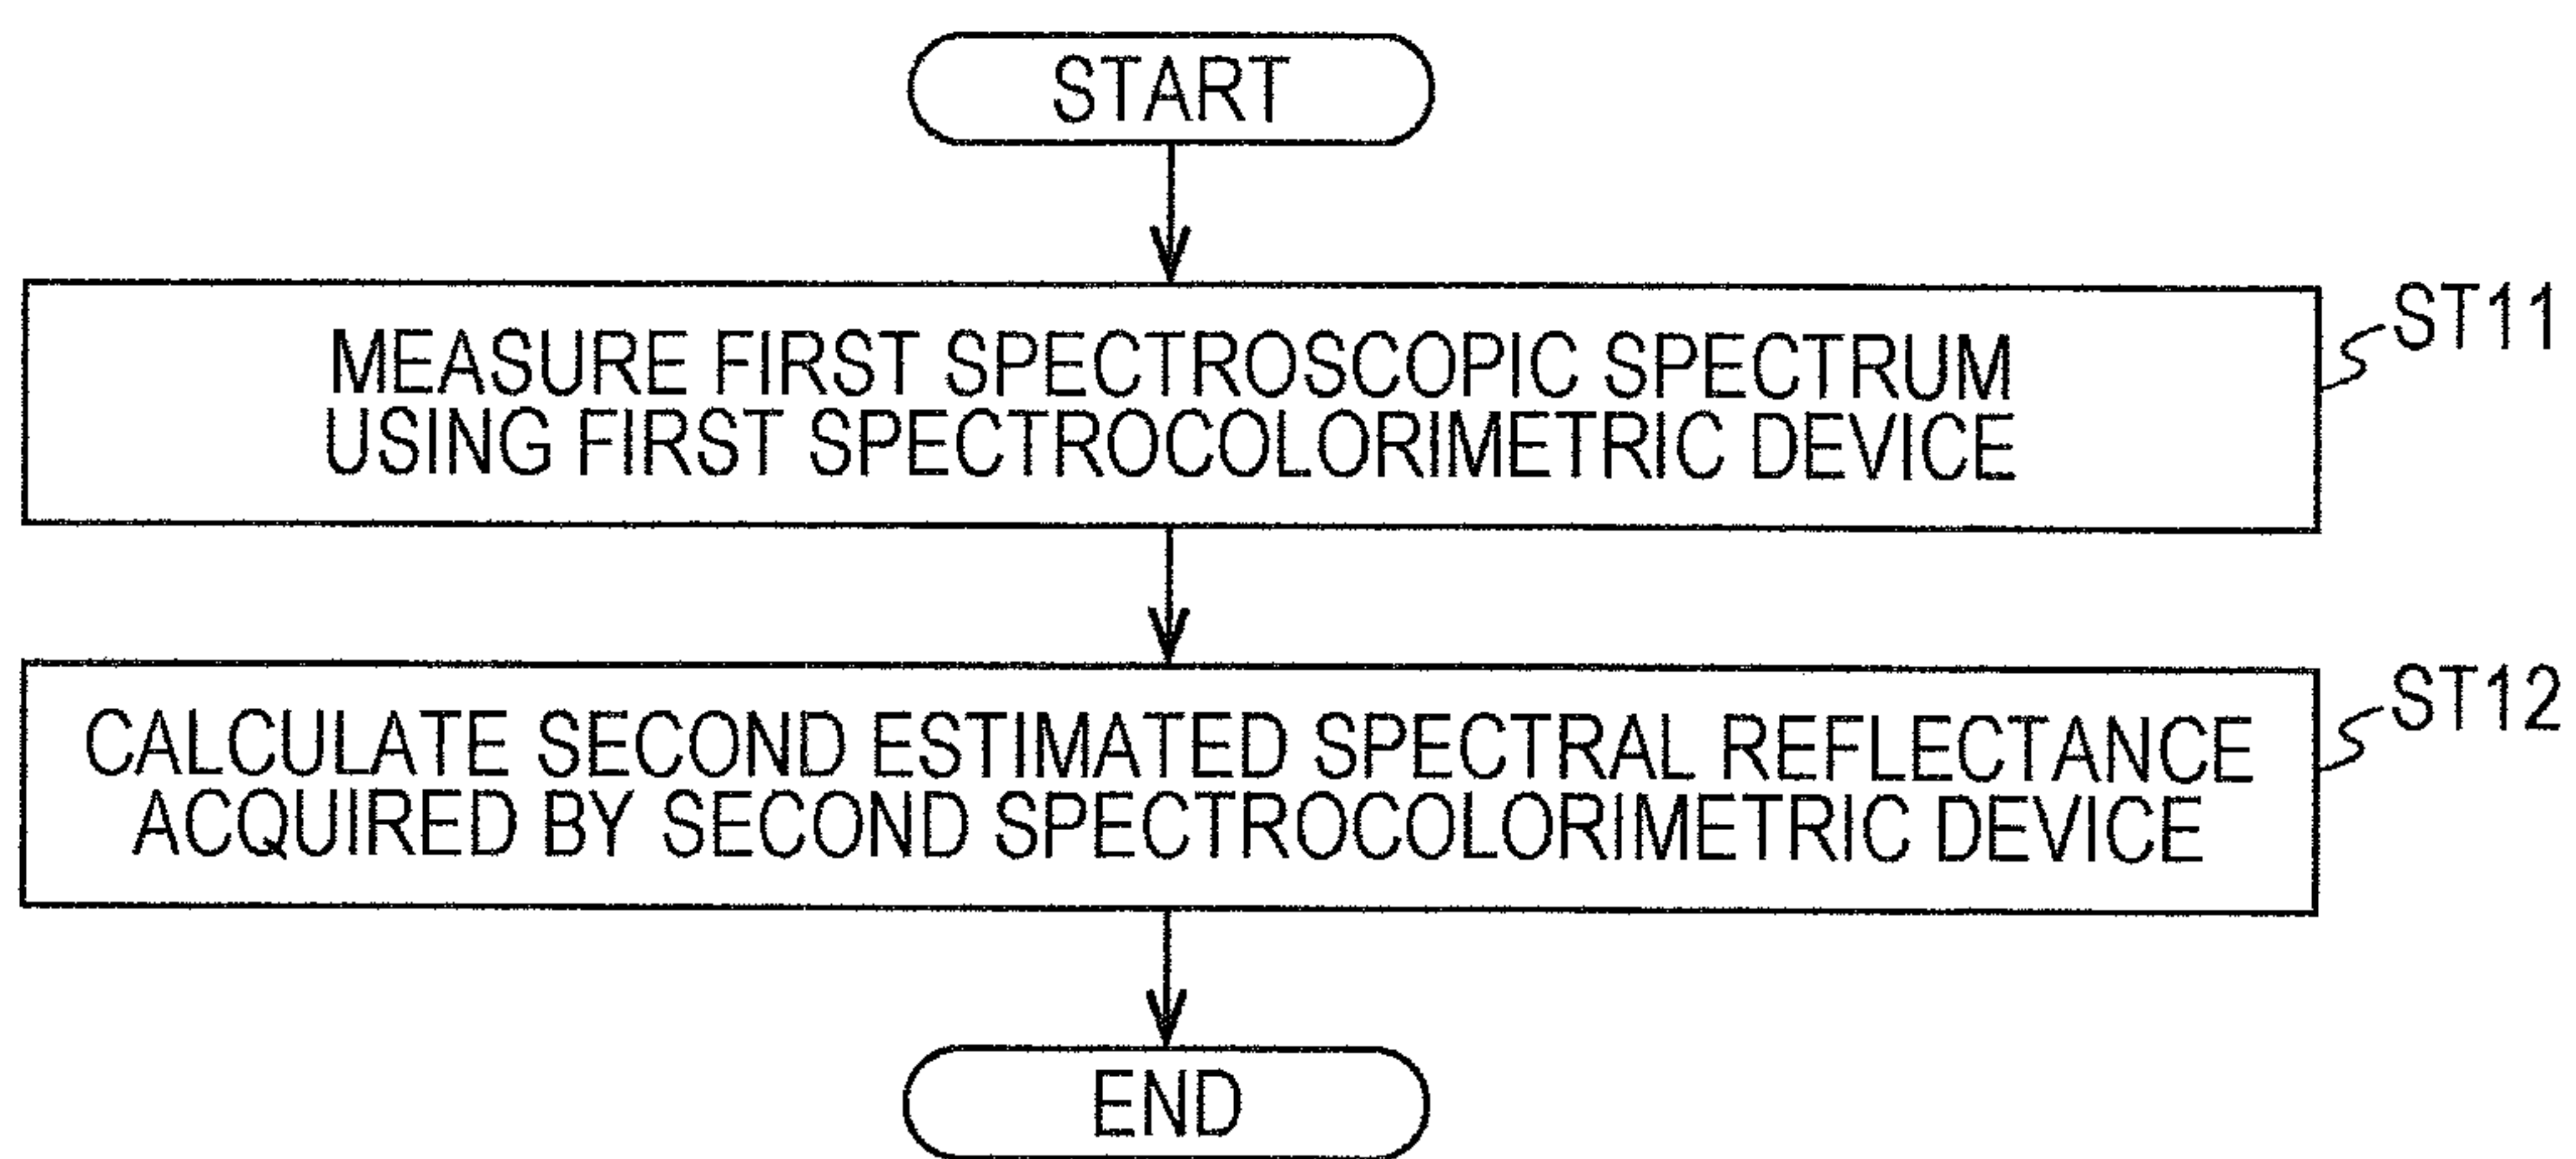 START
MEASURE FIRST SPECTROSCOPIC SPECTRUM
USING FIRST SPECTROCOLORIMETRIC DEVICE
ST11
CALCULATE SECOND ESTIMATED SPECTRAL REFLECTANCE
ACQUIRED BY SECOND SPECTROCOLORIMETRIC DEVICE
ST12
END